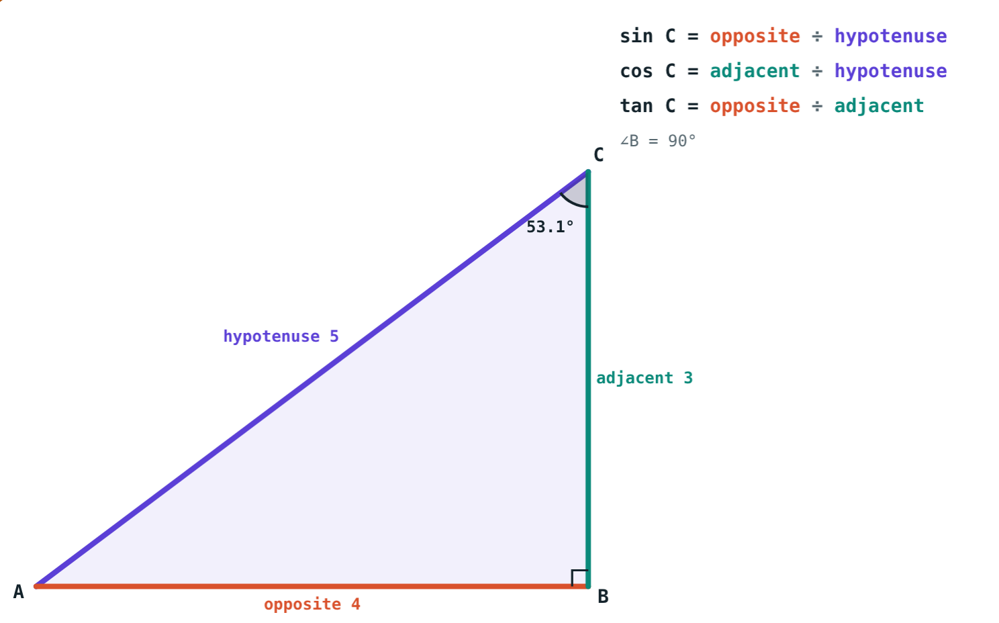 sin C = opposite ÷ hypotenuse
cos C = adjacent ÷ hypotenuse
tan C = opposite ÷ adjacent
∠B = 90°
C
53.1°
hypotenuse 5
adjacent 3
A
B
opposite 4